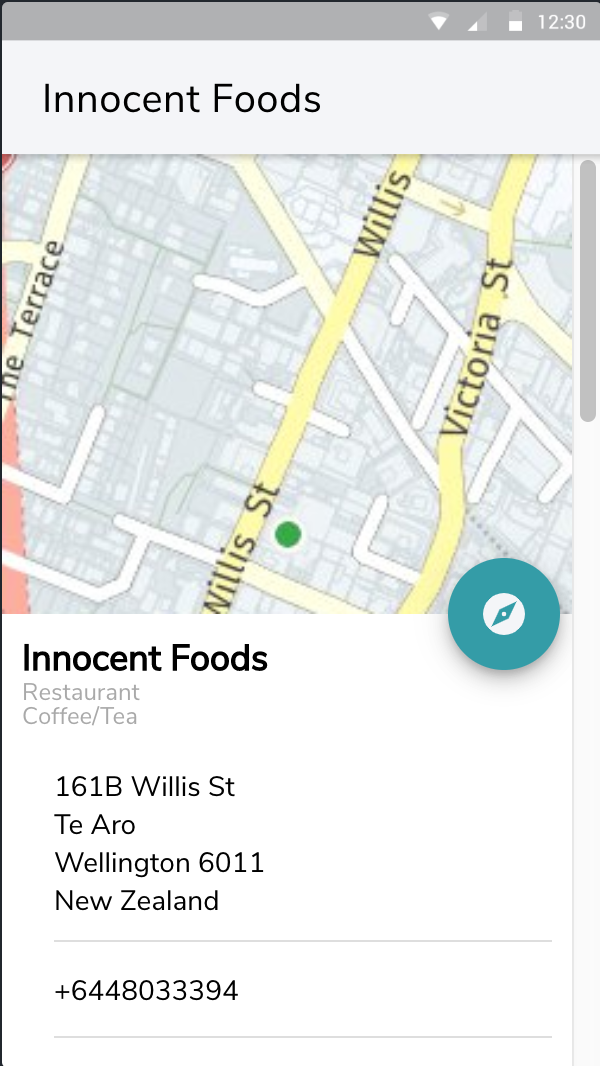 12:30
Innocent Foods
Willis
The Terrace
Victoria St
Willis St
Innocent Foods
Restaurant
Coffee/Tea
161B Willis St
Te Aro
Wellington 6011
New Zealand
+6448033394